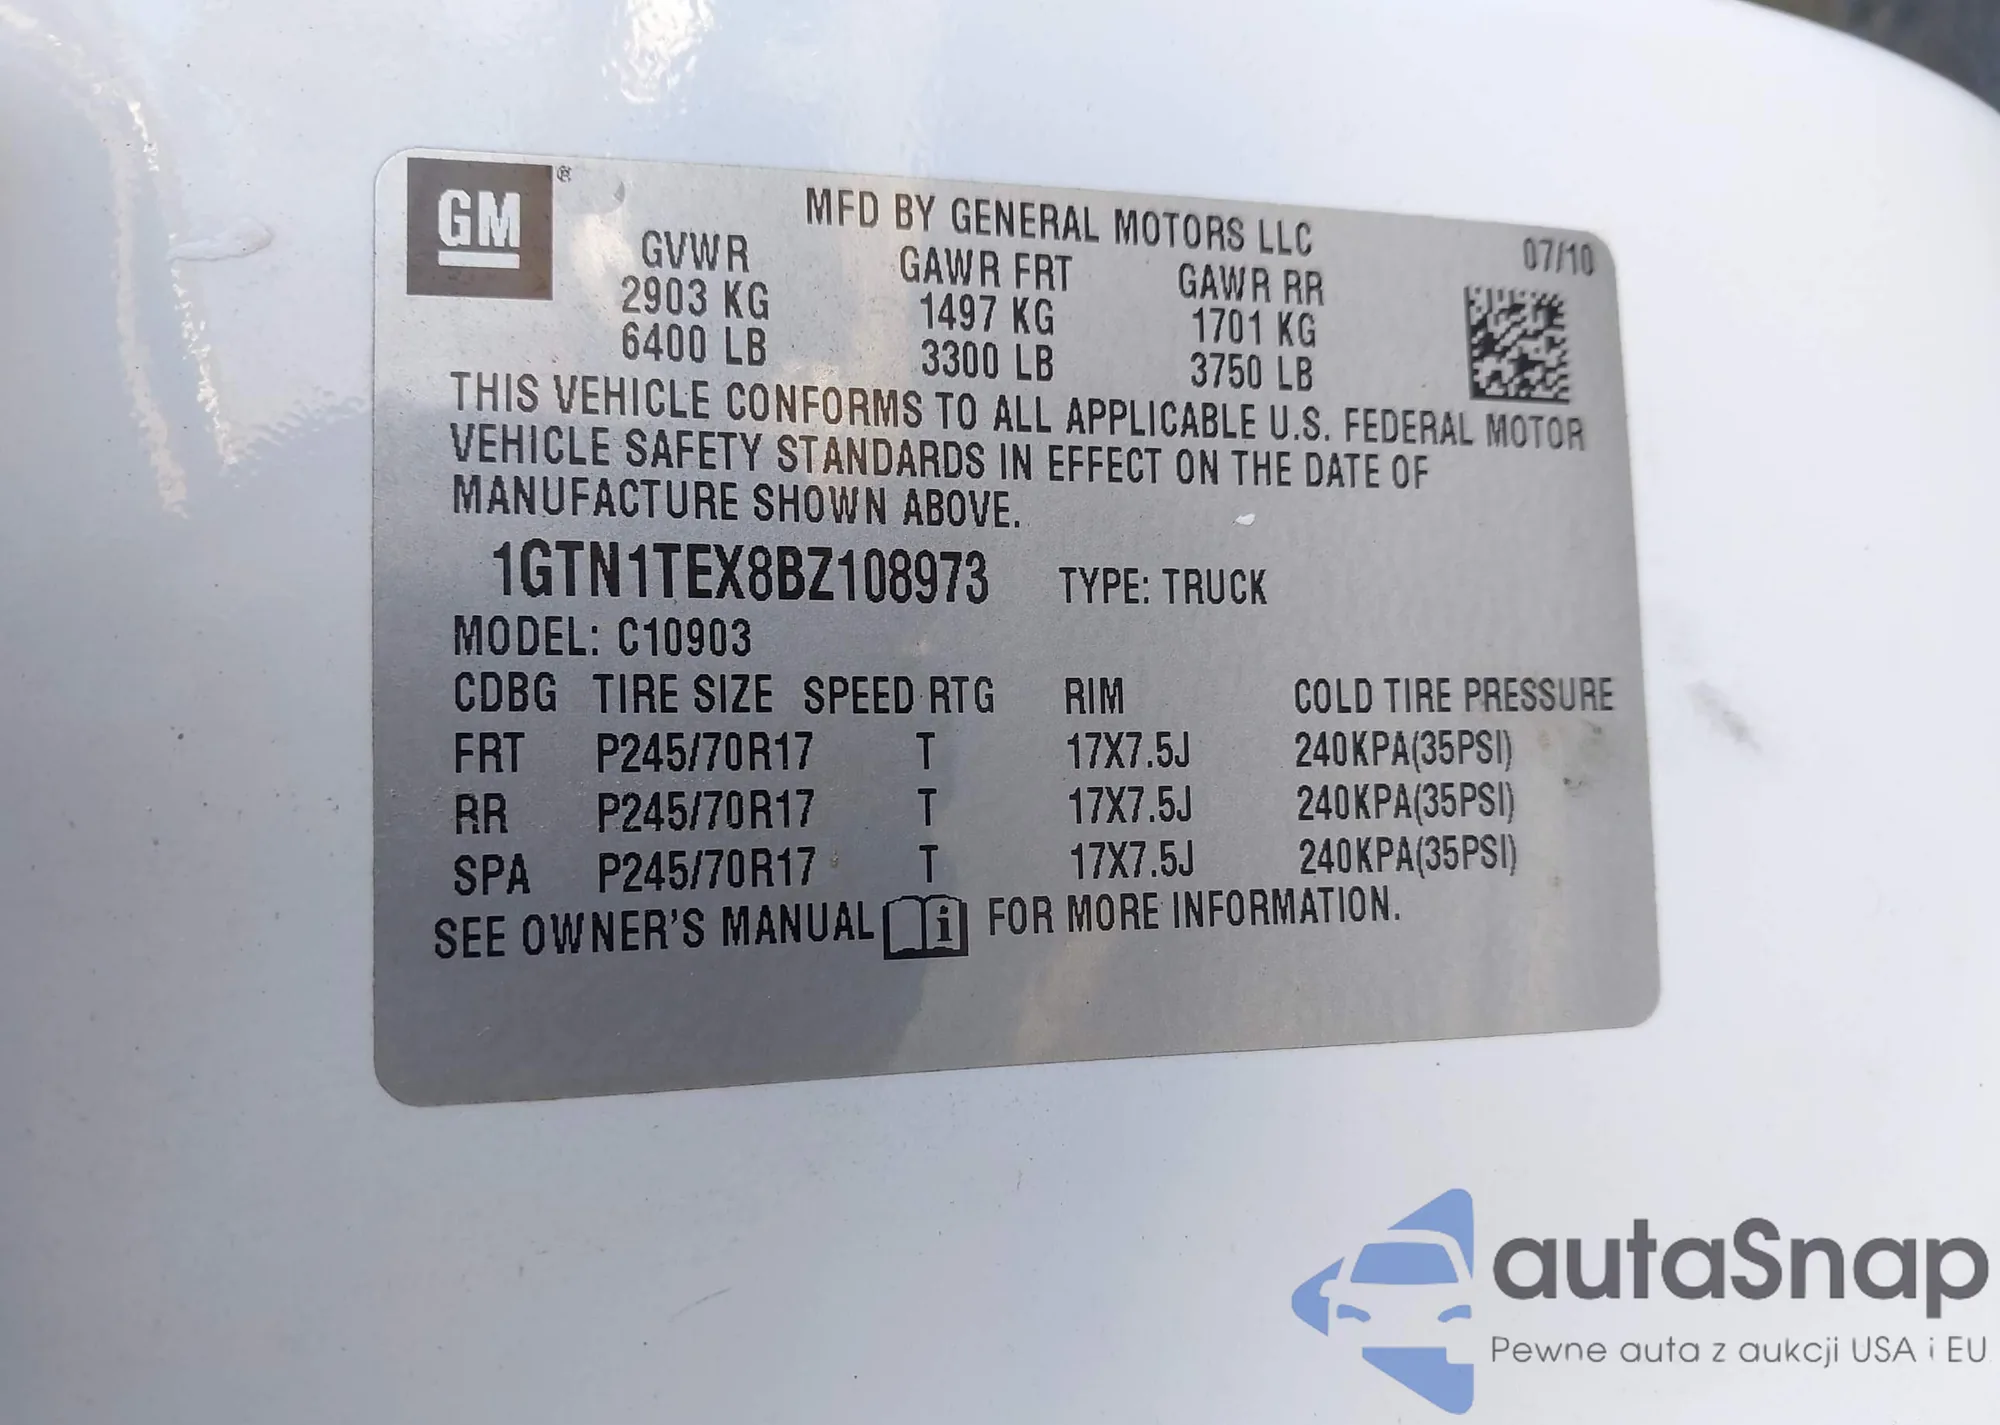 GM ®
MFD BY GENERAL MOTORS LLC 07/10
GVWR GAWR FRT GAWR RR
2903 KG 1497 KG 1701 KG
6400 LB 3300 LB 3750 LB
THIS VEHICLE CONFORMS TO ALL APPLICABLE U.S. FEDERAL MOTOR
VEHICLE SAFETY STANDARDS IN EFFECT ON THE DATE OF
MANUFACTURE SHOWN ABOVE.
1GTN1TEX8BZ108973 TYPE: TRUCK
MODEL: C10903
CDBG TIRE SIZE SPEED RTG RIM COLD TIRE PRESSURE
FRT P245/70R17 T 17X7.5J 240KPA(35PSI)
RR P245/70R17 T 17X7.5J 240KPA(35PSI)
SPA P245/70R17 T 17X7.5J 240KPA(35PSI)
SEE OWNER'S MANUAL i FOR MORE INFORMATION.
autaSnap
Pewne auta z aukcji USA i EU